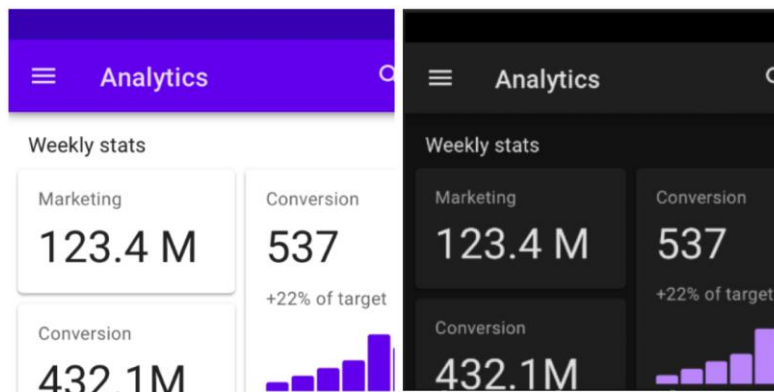 Analytics
Weekly stats
Marketing
123.4 M
Conversion
537
+22% of target
Conversion
432.1M
Analytics
Weekly stats
Marketing
123.4 M
Conversion
537
+22% of target
Conversion
432.1M